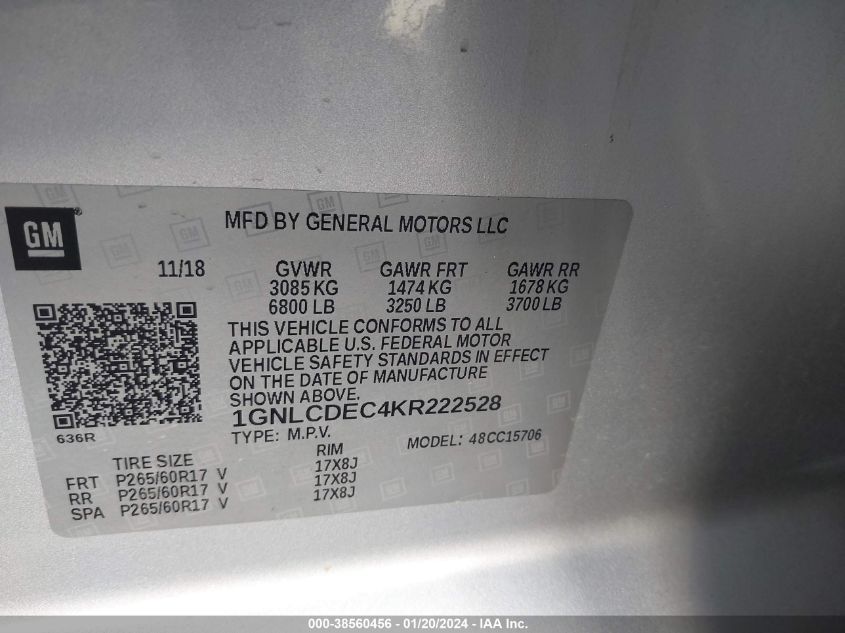 GM®
MFD BY GENERAL MOTORS LLC
11/18 GVWR GAWR FRT GAWR RR
3085 KG 1474 KG 1678 KG
6800 LB 3250 LB 3700 LB
THIS VEHICLE CONFORMS TO ALL
APPLICABLE U.S. FEDERAL MOTOR
VEHICLE SAFETY STANDARDS IN EFFECT
ON THE DATE OF MANUFACTURE
SHOWN ABOVE.
1GNLCDEC4KR222528
636R TYPE: M.P.V. MODEL: 48CC15706
TIRE SIZE RIM
FRT P265/60R17 V 17X8J
RR P265/60R17 V 17X8J
SPA P265/60R17 V 17X8J
000-38560456 - 01/20/2024 - IAA Inc.